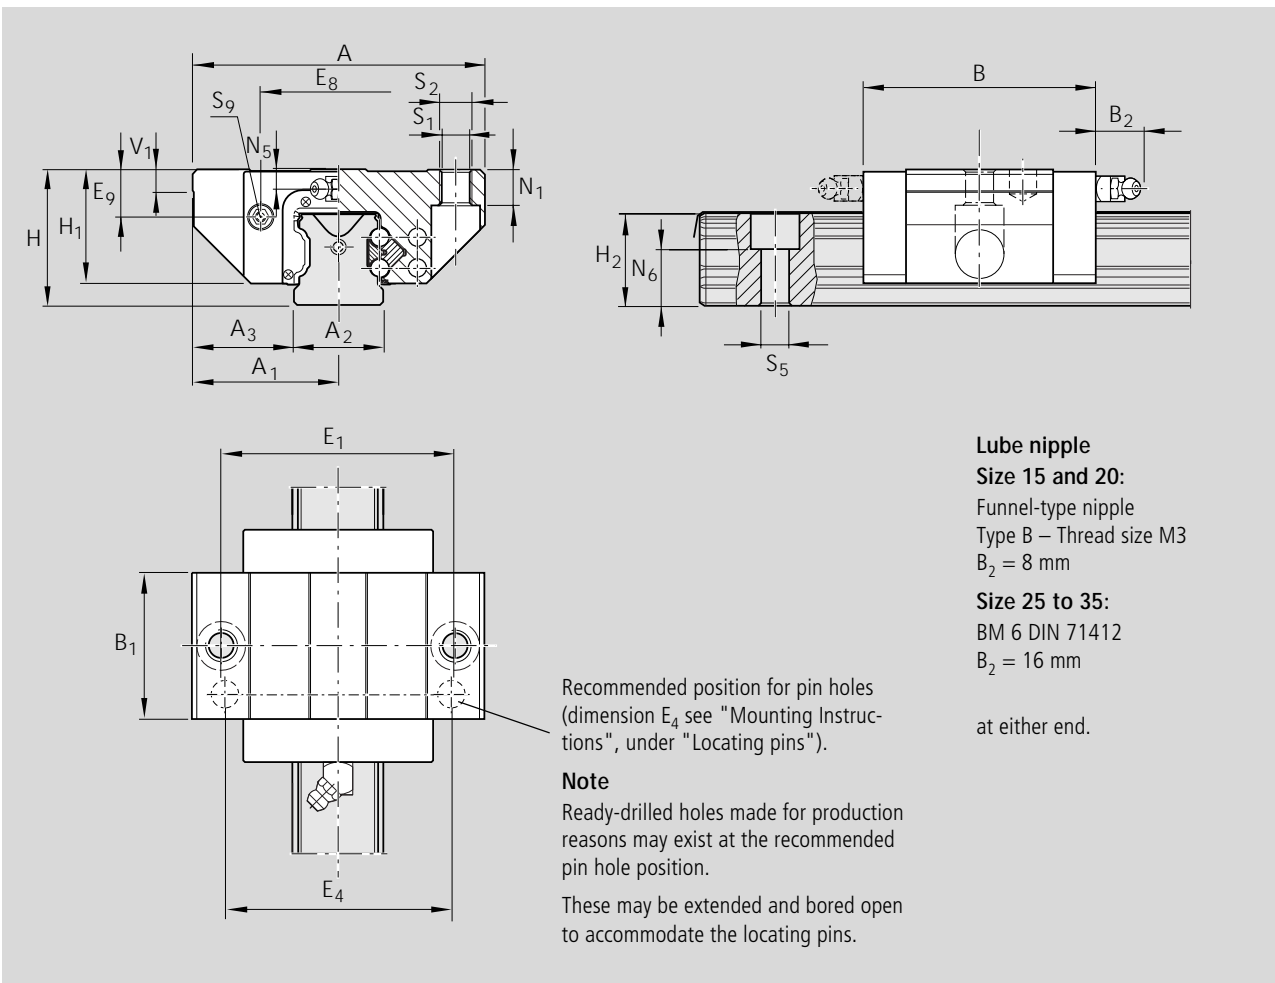 A
E8
S2
S9
S1
V1
N5
E9
N1
H1
H
A3
A2
A1
B
B2
H2
N6
S5
E1
B1
E4
Recommended position for pin holes
(dimension E4 see "Mounting Instruc-
tions", under "Locating pins").
Note
Ready-drilled holes made for production
reasons may exist at the recommended
pin hole position.
These may be extended and bored open
to accommodate the locating pins.
Lube nipple
Size 15 and 20:
Funnel-type nipple
Type B – Thread size M3
B2 = 8 mm
Size 25 to 35:
BM 6 DIN 71412
B2 = 16 mm
at either end.